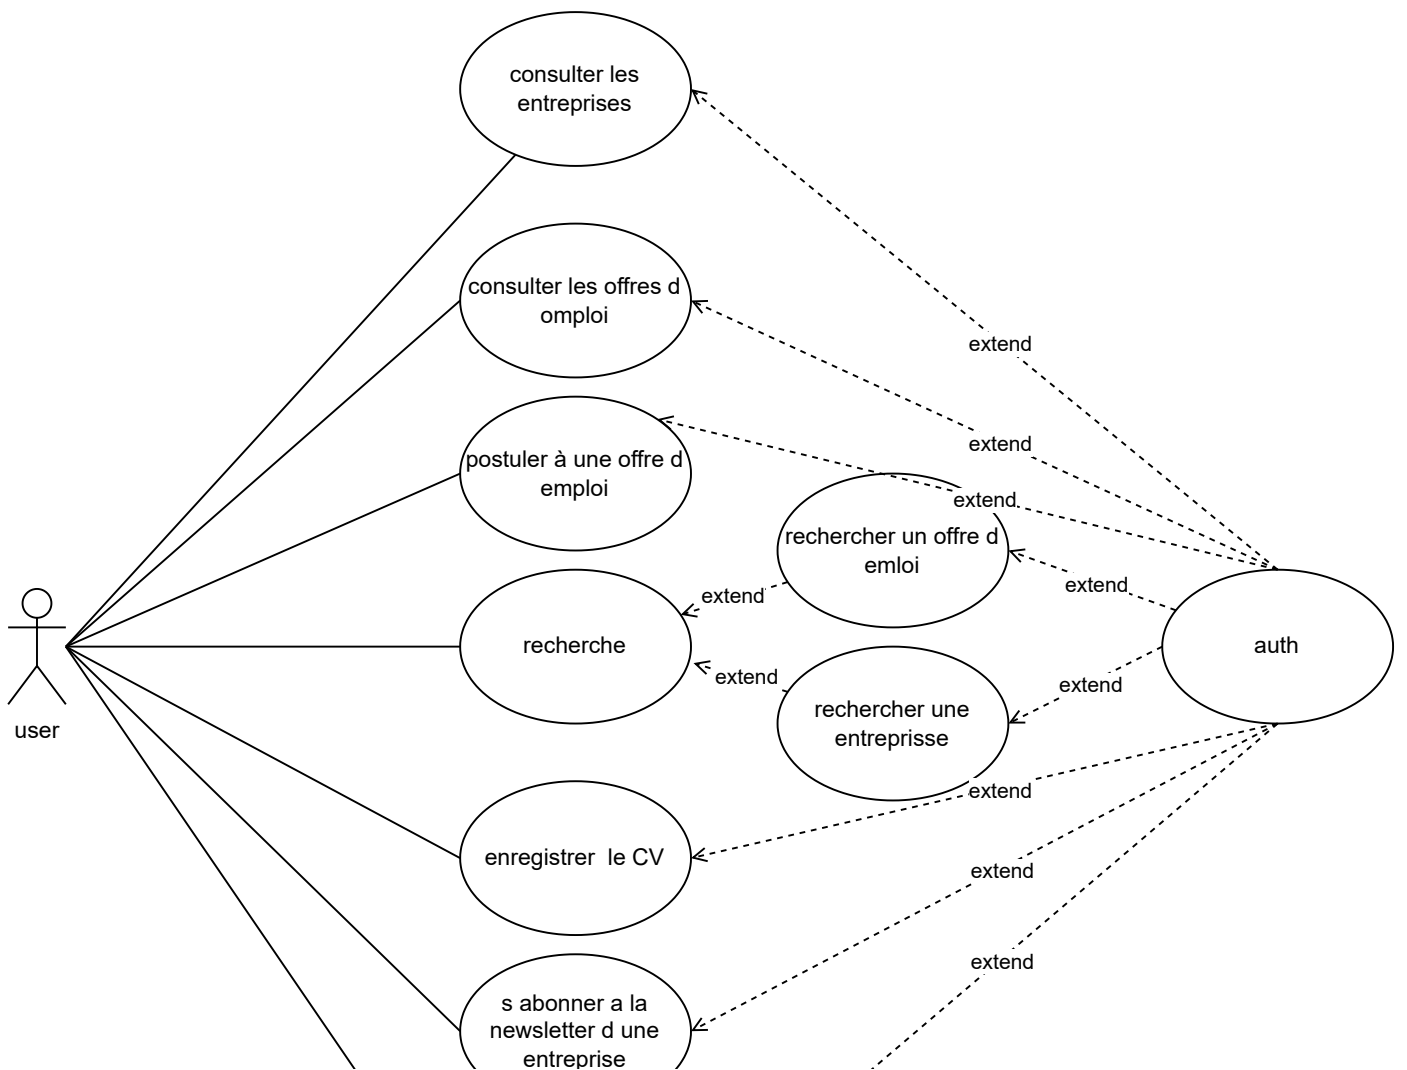 consulter les
entreprises
consulter les offres d
omploi
extend
extend
postuler à une offre d
emploi
extend
rechercher un offre d
emloi
extend
extend
recherche
auth
extend
extend
rechercher une
entreprisse
user
extend
enregistrer  le CV
extend
extend
s abonner a la
newsletter d une
entreprise